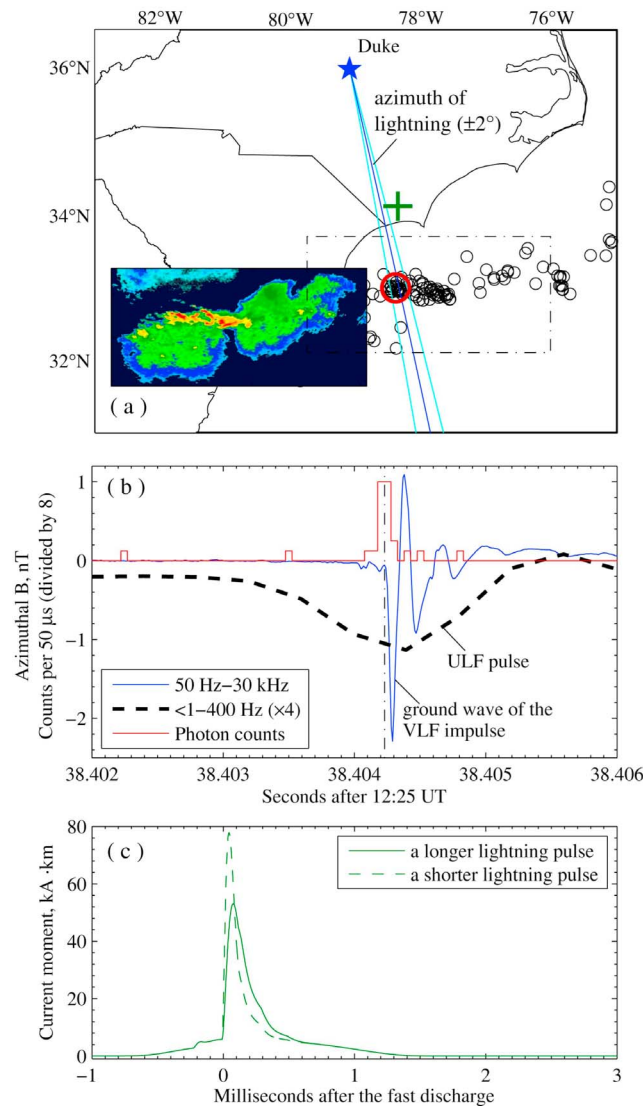 82°W 80°W 78°W 76°W
36°N
34°N
32°N
Duke
azimuth of
lightning (±2°)
( a )
( b )
1
0
−1
−2
Azimuthal B, nT
Counts per 50 μs (divided by 8)
50 Hz−30 kHz
<1−400 Hz (×4)
Photon counts
ULF pulse
ground wave of the
VLF impulse
38.402 38.403 38.404 38.405 38.406
Seconds after 12:25 UT
( c )
80
60
40
20
0
Current moment, kA ·km
a longer lightning pulse
a shorter lightning pulse
−1 0 1 2 3
Milliseconds after the fast discharge